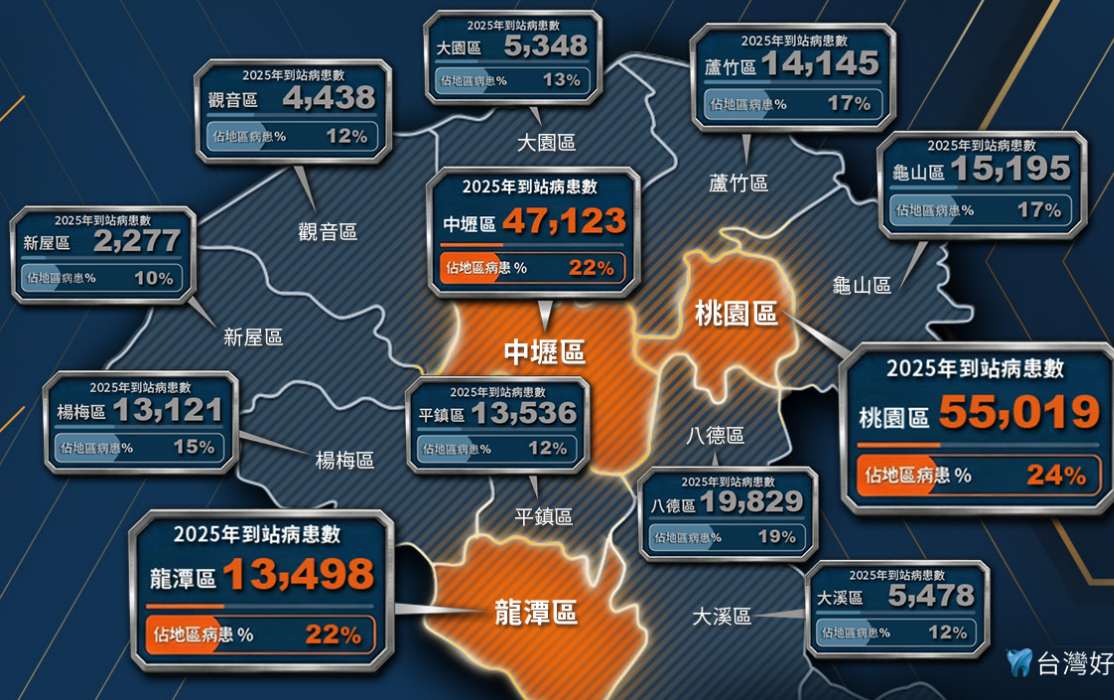 2025年到站病患數
大園區 5,348
佔地區病患% 13%
大園區
2025年到站病患數
蘆竹區 14,145
佔地區病患% 17%
蘆竹區
2025年到站病患數
觀音區 4,438
佔地區病患% 12%
觀音區
2025年到站病患數
龜山區 15,195
佔地區病患% 17%
龜山區
2025年到站病患數
中壢區 47,123
佔地區病患% 22%
中壢區
2025年到站病患數
新屋區 2,277
佔地區病患% 10%
新屋區
桃園區
2025年到站病患數
桃園區 55,019
佔地區病患% 24%
2025年到站病患數
楊梅區 13,121
佔地區病患% 15%
楊梅區
2025年到站病患數
平鎮區 13,536
佔地區病患% 12%
平鎮區
八德區
2025年到站病患數
八德區 19,829
佔地區病患% 19%
2025年到站病患數
龍潭區 13,498
佔地區病患% 22%
龍潭區
大溪區
2025年到站病患數
大溪區 5,478
佔地區病患% 12%
台灣好